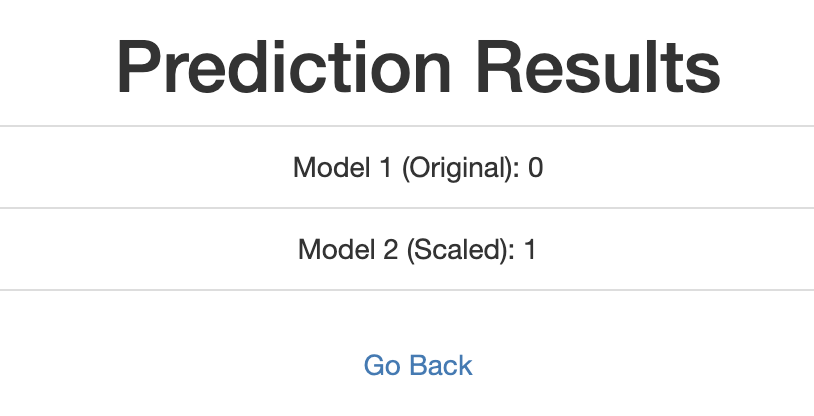 Prediction Results
Model 1 (Original): 0
Model 2 (Scaled): 1
Go Back